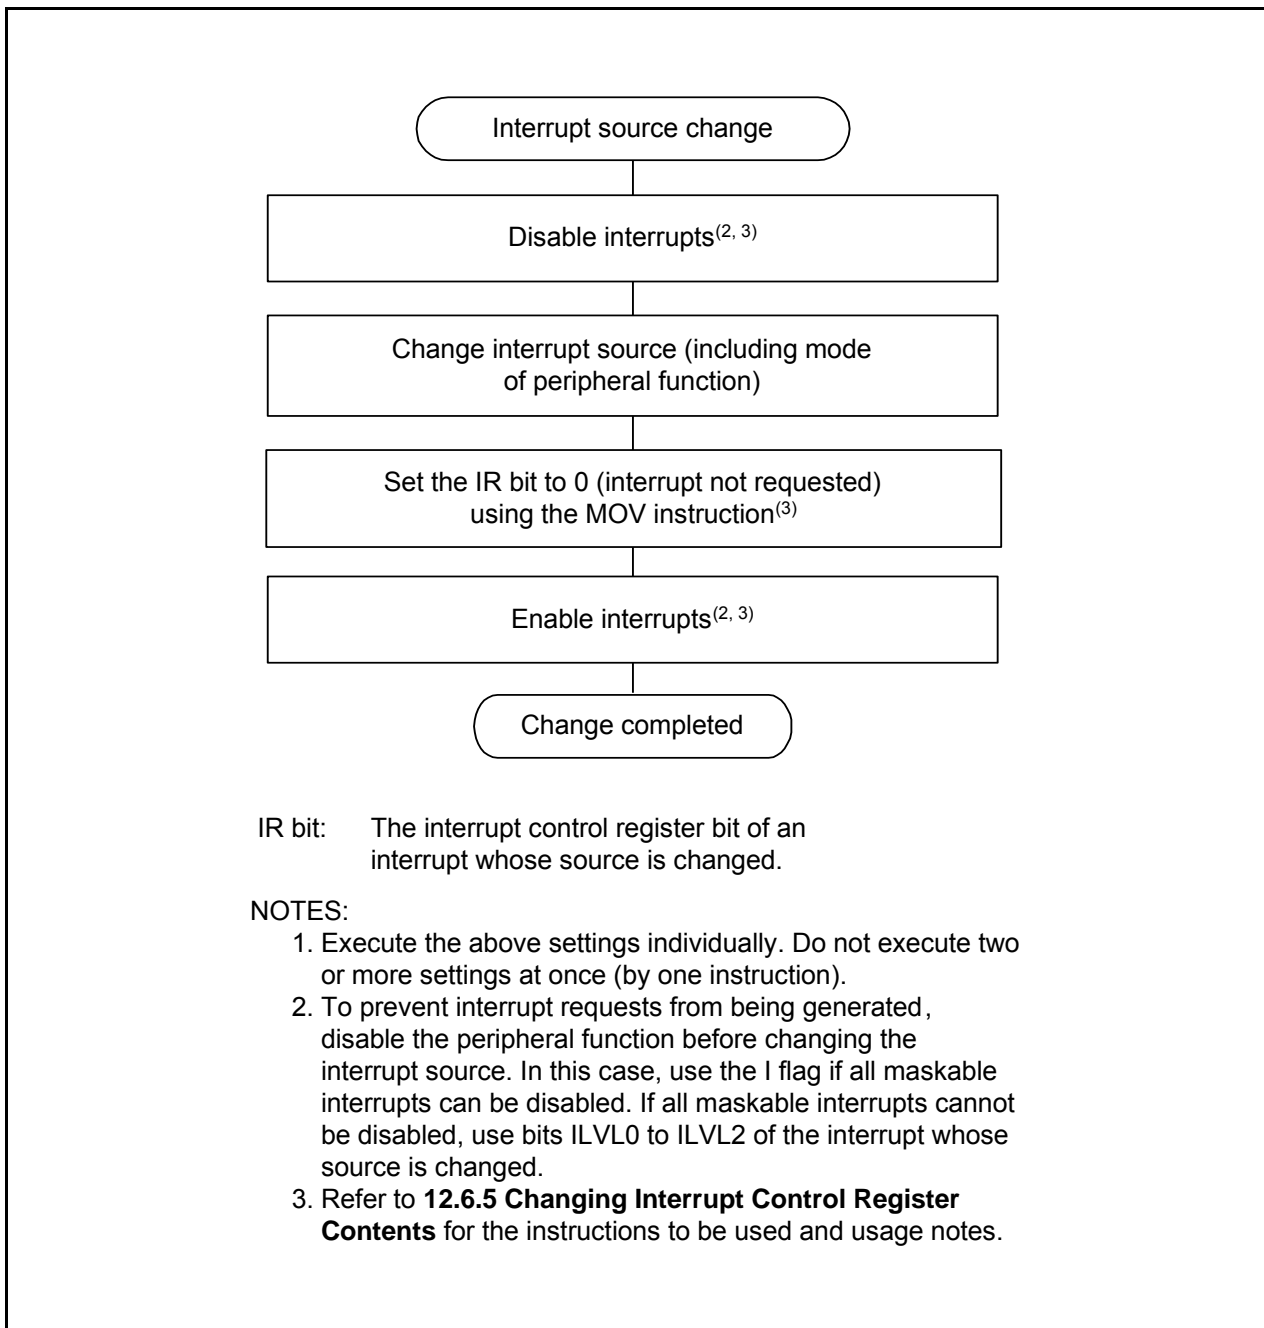 Interrupt source change
Disable interrupts(2, 3)
Change interrupt source (including mode
of peripheral function)
Set the IR bit to 0 (interrupt not requested)
using the MOV instruction(3)
Enable interrupts(2, 3)
Change completed
IR bit: The interrupt control register bit of an
interrupt whose source is changed.
NOTES:
1. Execute the above settings individually. Do not execute two
or more settings at once (by one instruction).
2. To prevent interrupt requests from being generated,
disable the peripheral function before changing the
interrupt source. In this case, use the I flag if all maskable
interrupts can be disabled. If all maskable interrupts cannot
be disabled, use bits ILVL0 to ILVL2 of the interrupt whose
source is changed.
3. Refer to 12.6.5 Changing Interrupt Control Register
Contents for the instructions to be used and usage notes.